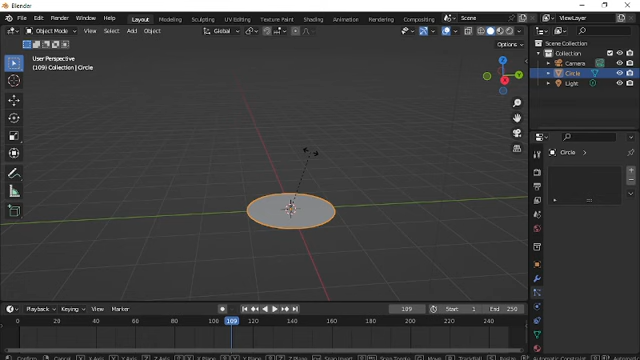 Blender
File Edit Render Window Help Layout Modeling Sculpting UV Editing Texture Paint Shading Animation Rendering Compositing Scene ViewLayer
Object Mode View Select Add Object Global
Options
User Perspective
(109) Collection | Circle
Z
Y
X
Scene Collection
Collection
Camera
Circle
Light
Circle
Playback Keying View Marker 109 Start 1 End 250
0 20 40 60 80 100 109 120 140 160 180 200 220 240
Confirm